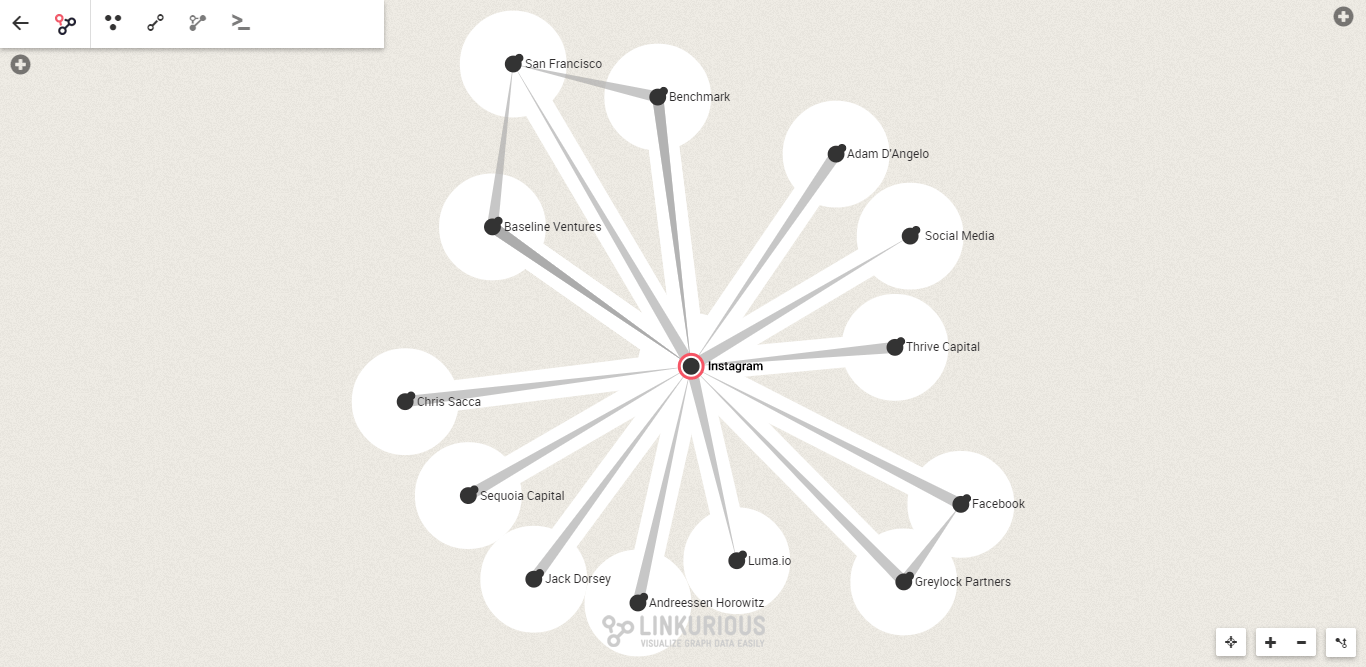 San Francisco
Benchmark
Adam D'Angelo
Baseline Ventures
Social Media
Thrive Capital
Instagram
Chris Sacca
Sequoia Capital
Facebook
Luma.io
Jack Dorsey
Greylock Partners
Andreessen Horowitz
LINKURIOUS
VISUALIZE GRAPH DATA EASILY